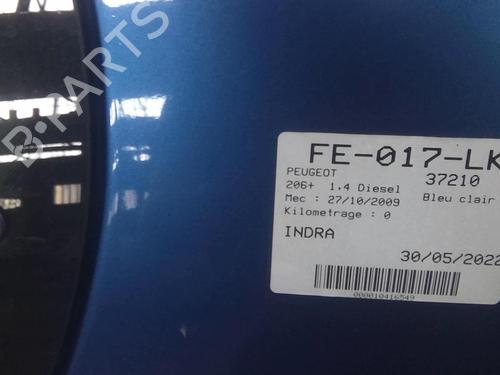 B-PARTS
FE-017-LK
PEUGEOT 37210
206+ 1.4 Diesel
Mec : 27/10/2009 Bleu clair
Kilometrage : 0
INDRA
30/05/2022
000010416549